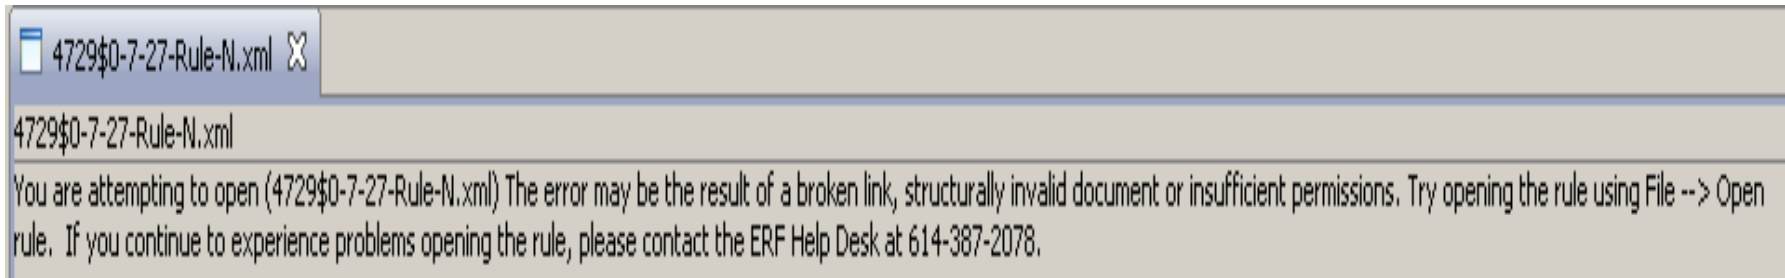 4729$0-7-27-Rule-N.xml
4729$0-7-27-Rule-N.xml
You are attempting to open (4729$0-7-27-Rule-N.xml) The error may be the result of a broken link, structurally invalid document or insufficient permissions. Try opening the rule using File --> Open
rule.  If you continue to experience problems opening the rule, please contact the ERF Help Desk at 614-387-2078.